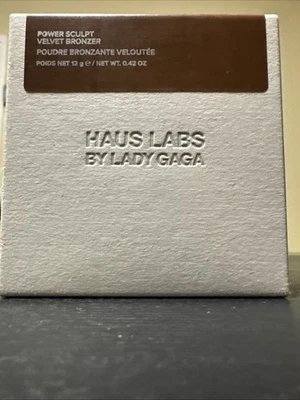 POWER SCULPT
VELVET BRONZER
POUDRE BRONZANTE VELOUTÉE
POIDS NET 13 g ℮ / NET WT. 0.42 OZ
HAUS LABS
BY LADY GAGA